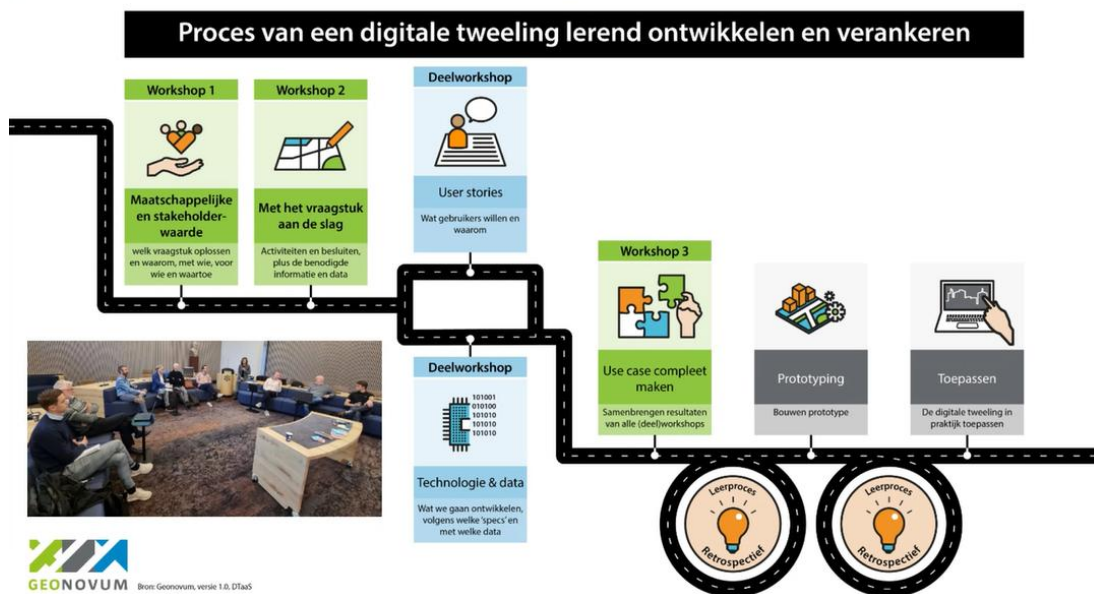 Proces van een digitale tweeling lerend ontwikkelen en verankeren
Workshop 1
Maatschappelijke
en stakeholder-
waarde
welk vraagstuk oplossen
en waarom, met wie, voor
wie en waartoe
Workshop 2
Met het vraagstuk
aan de slag
Activiteiten en besluiten,
plus de benodigde
informatie en data
Deelworkshop
User stories
Wat gebruikers willen en
waarom
Deelworkshop
101001
010100
101010
101010
101010
Technologie & data
Wat we gaan ontwikkelen,
volgens welke 'specs' en
met welke data
Workshop 3
Use case compleet
maken
Samenbrengen resultaten
van alle (deel)workshops
Prototyping
Bouwen prototype
Toepassen
De digitale tweeling in
praktijk toepassen
Leerproces
Retrospectief
Leerproces
Retrospectief
GEONOVUM
Bron: Geonovum, versie 1.0, DTaaS